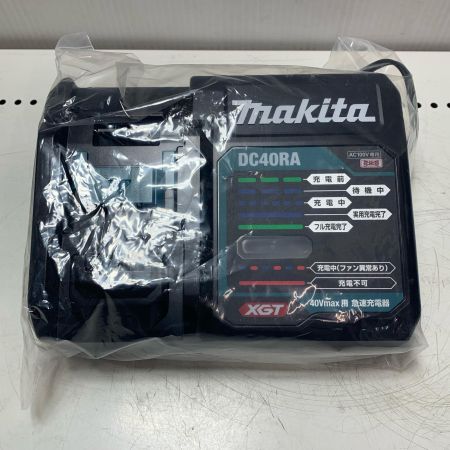 makita
DC40RA
AC100V専用
充電前
待機中
充電中
実用充電完了
フル充電完了
充電中(ファン異常あり)
充電不可
XGT
40Vmax用 急速充電器